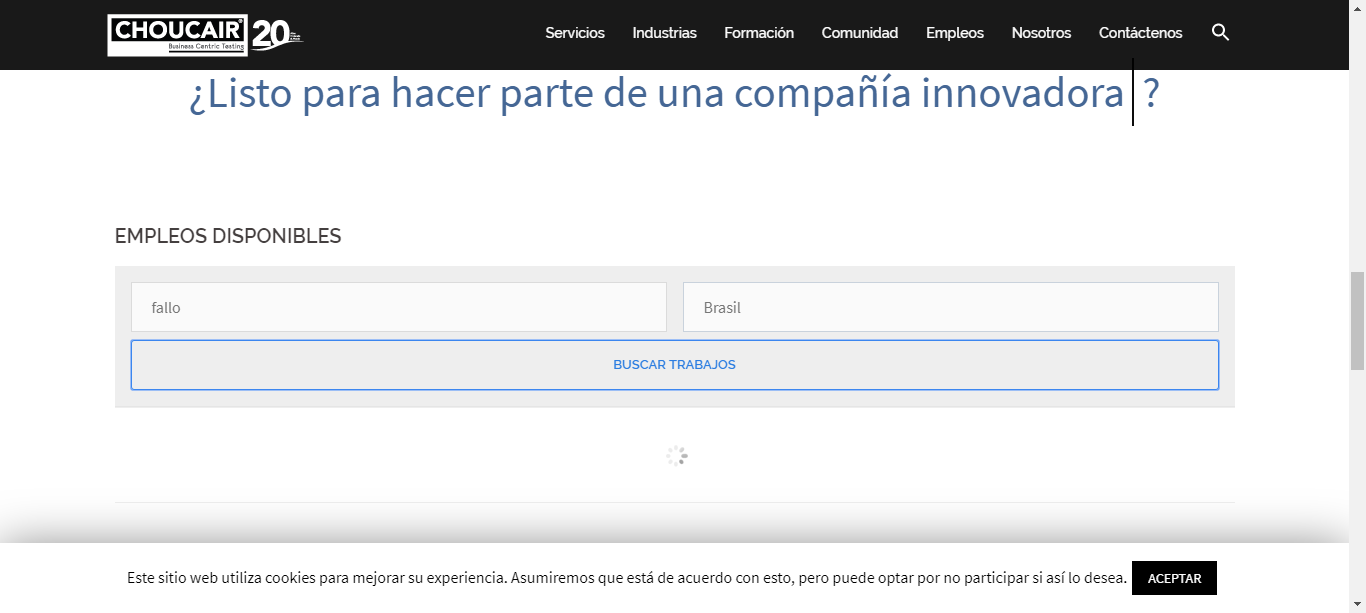 CHOUCAIR®
Business Centric Testing
20
Servicios Industrias Formación Comunidad Empleos Nosotros Contáctenos
¿Listo para hacer parte de una compañía innovadora ?
EMPLEOS DISPONIBLES
fallo
Brasil
BUSCAR TRABAJOS
Este sitio web utiliza cookies para mejorar su experiencia. Asumiremos que está de acuerdo con esto, pero puede optar por no participar si así lo desea. ACEPTAR